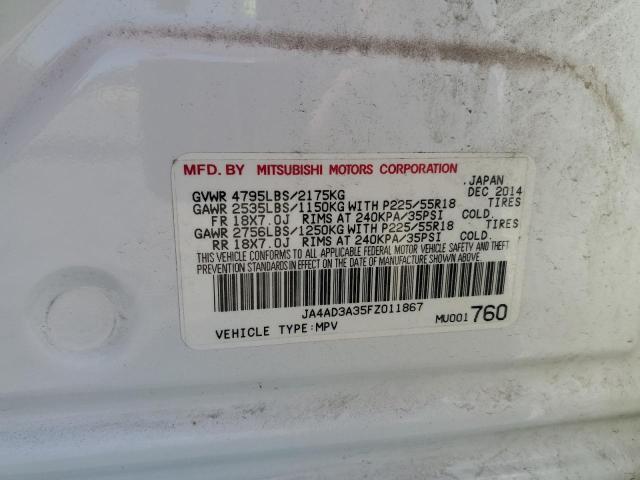 MFD. BY MITSUBISHI MOTORS CORPORATION
JAPAN
GVWR 4795LBS/2175KG DEC 2014
GAWR 2535LBS/1150KG WITH P225/55R18 TIRES
FR 18X7.0J RIMS AT 240KPA/35PSI COLD.
GAWR 2756LBS/1250KG WITH P225/55R18 TIRES
RR 18X7.0J RIMS AT 240KPA/35PSI COLD.
THIS VEHICLE CONFORMS TO ALL APPLICABLE FEDERAL MOTOR VEHICLE SAFETY AND THEFT
PREVENTION STANDARDS IN EFFECT ON THE DATE OF MANUFACTURE SHOWN ABOVE.
JA4AD3A35FZ011867
VEHICLE TYPE:MPV MU001760